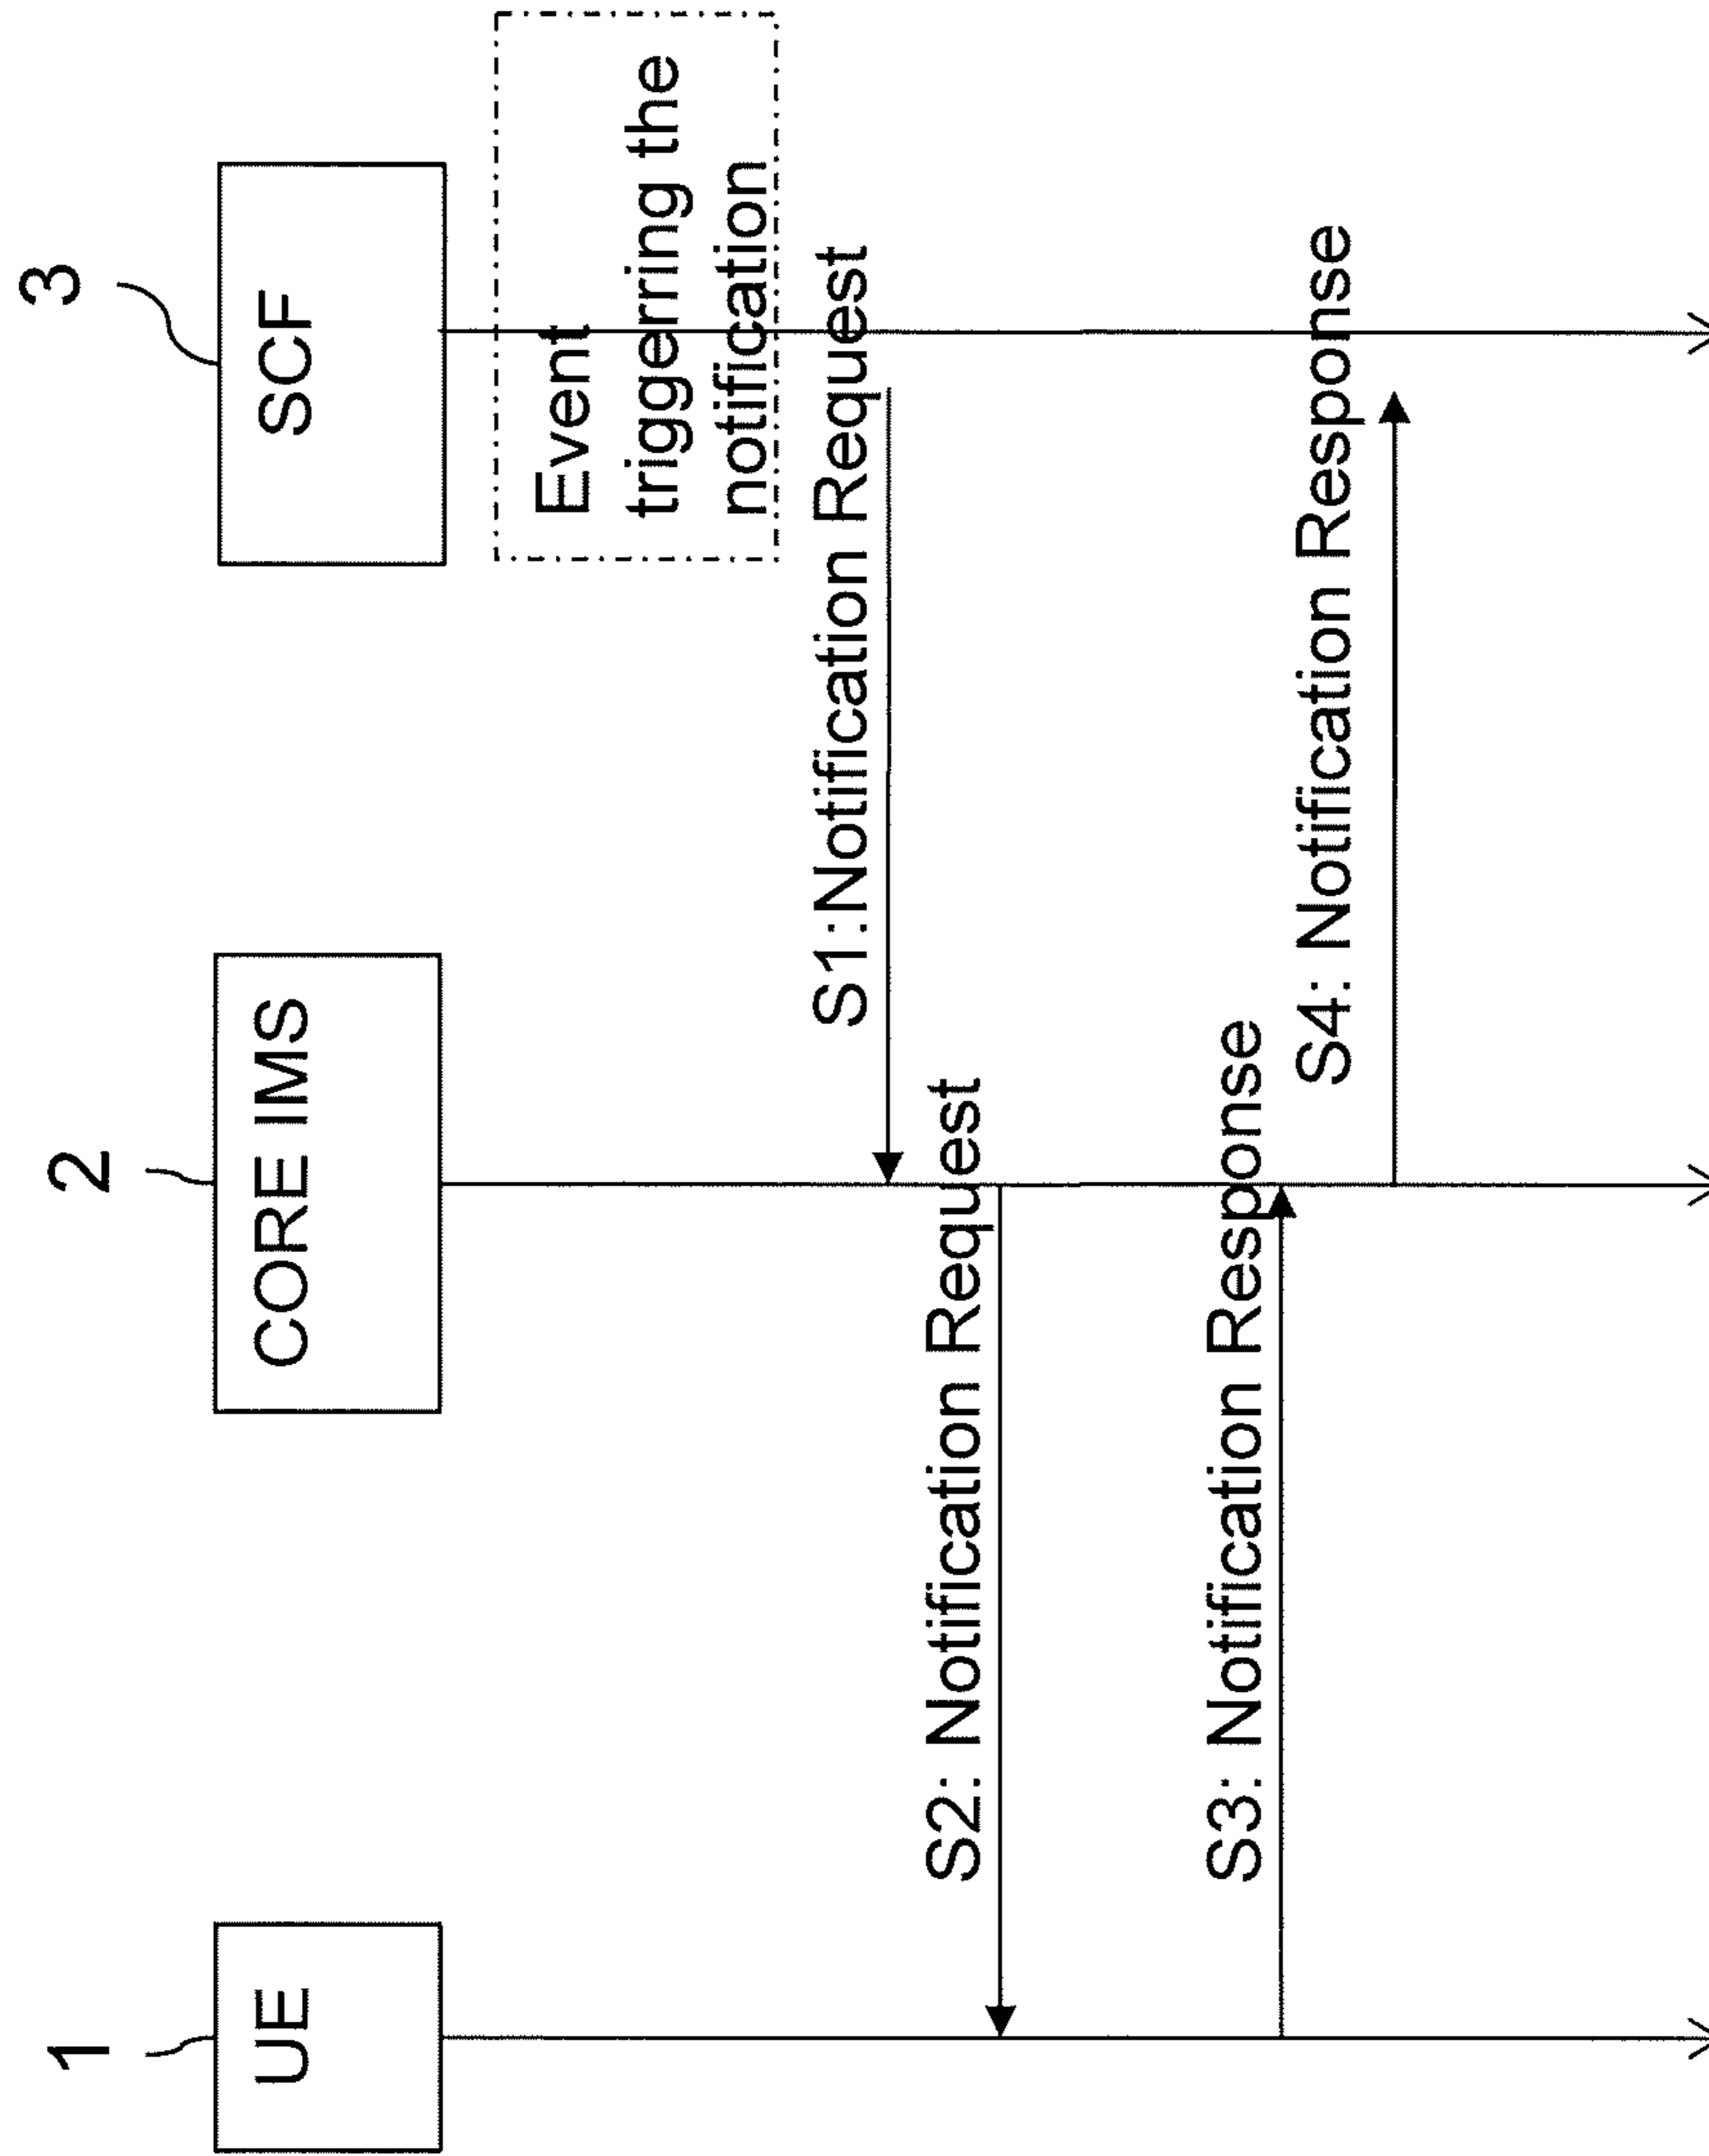 1
2
3
UE
CORE IMS
SCF
Event
triggerring the
notification
S1:Notification Request
S2: Notification Request
S3: Notification Response
S4: Notification Response